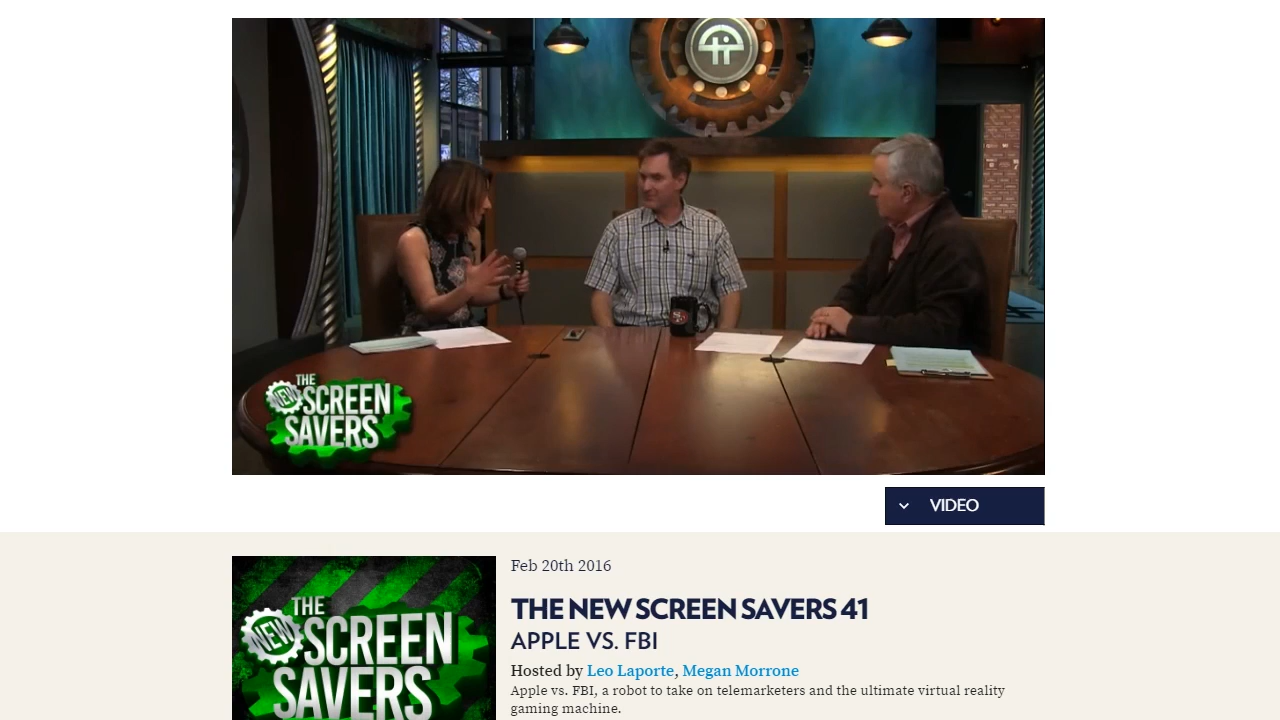 THE
NEW SCREEN
SAVERS
VIDEO
Feb 20th 2016
THE
NEW SCREEN
SAVERS
THE NEW SCREEN SAVERS 41
APPLE VS. FBI
Hosted by Leo Laporte, Megan Morrone
Apple vs. FBI, a robot to take on telemarketers and the ultimate virtual reality
gaming machine.